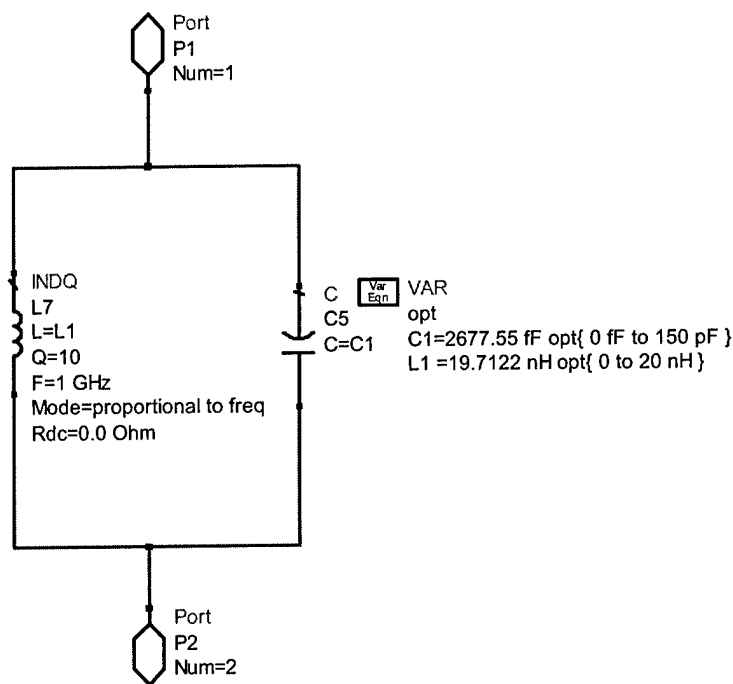 Port
P1
Num=1
INDQ
L7
L=L1
Q=10
F=1 GHz
Mode=proportional to freq
Rdc=0.0 Ohm
C
C5
C=C1
Var
Eqn
VAR
opt
C1=2677.55 fF opt{ 0 fF to 150 pF }
L1 =19.7122 nH opt{ 0 to 20 nH }
Port
P2
Num=2